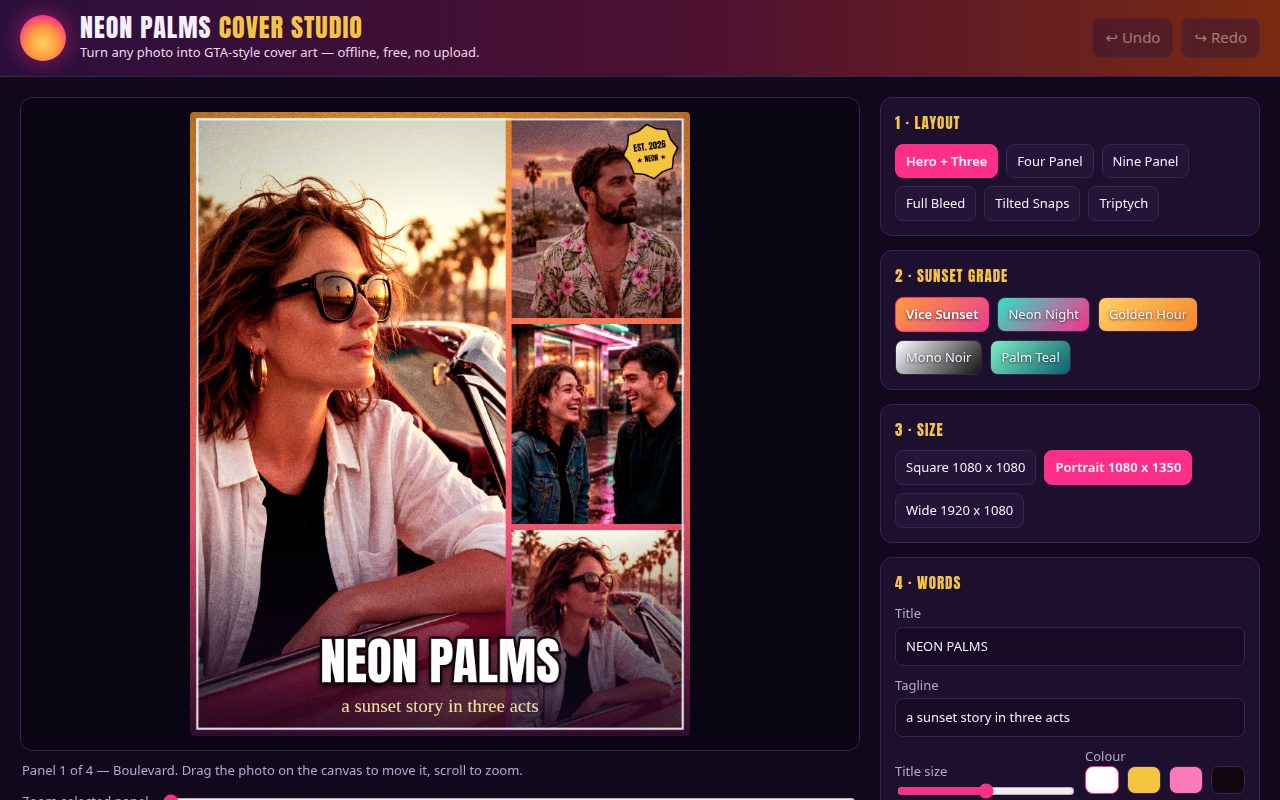 NEON PALMS COVER STUDIO
Turn any photo into GTA-style cover art — offline, free, no upload.
↩ Undo
↪ Redo
EST. 2026
★ NEON ★
NEON PALMS
a sunset story in three acts
Panel 1 of 4 — Boulevard. Drag the photo on the canvas to move it, scroll to zoom.
Zoom selected panel
1 · LAYOUT
Hero + Three
Four Panel
Nine Panel
Full Bleed
Tilted Snaps
Triptych
2 · SUNSET GRADE
Vice Sunset
Neon Night
Golden Hour
Mono Noir
Palm Teal
3 · SIZE
Square 1080 x 1080
Portrait 1080 x 1350
Wide 1920 x 1080
4 · WORDS
Title
NEON PALMS
Tagline
a sunset story in three acts
Title size
Colour